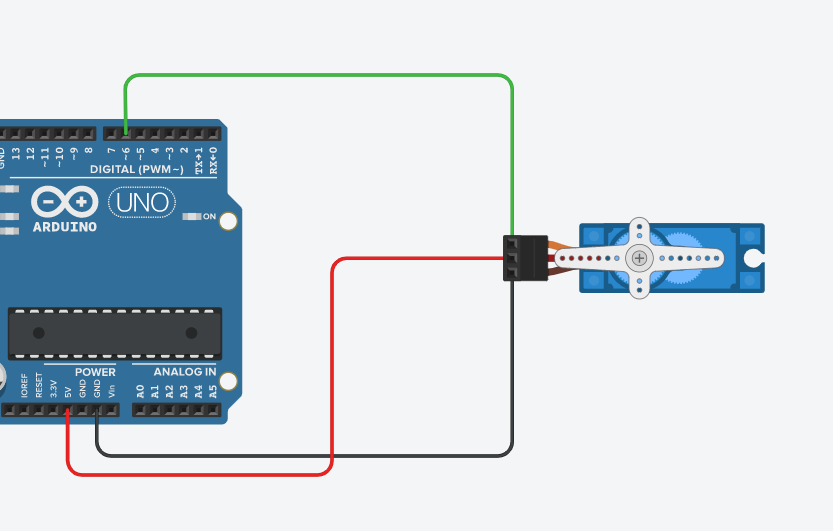 GND
13
12
~11
~10
~9
8
7
~6
~5
4
~3
2
TX→1
RX←0
DIGITAL (PWM~)
UNO
ON
ARDUINO
POWER
ANALOG IN
IOREF
RESET
3.3V
5V
GND
GND
Vin
A0
A1
A2
A3
A4
A5